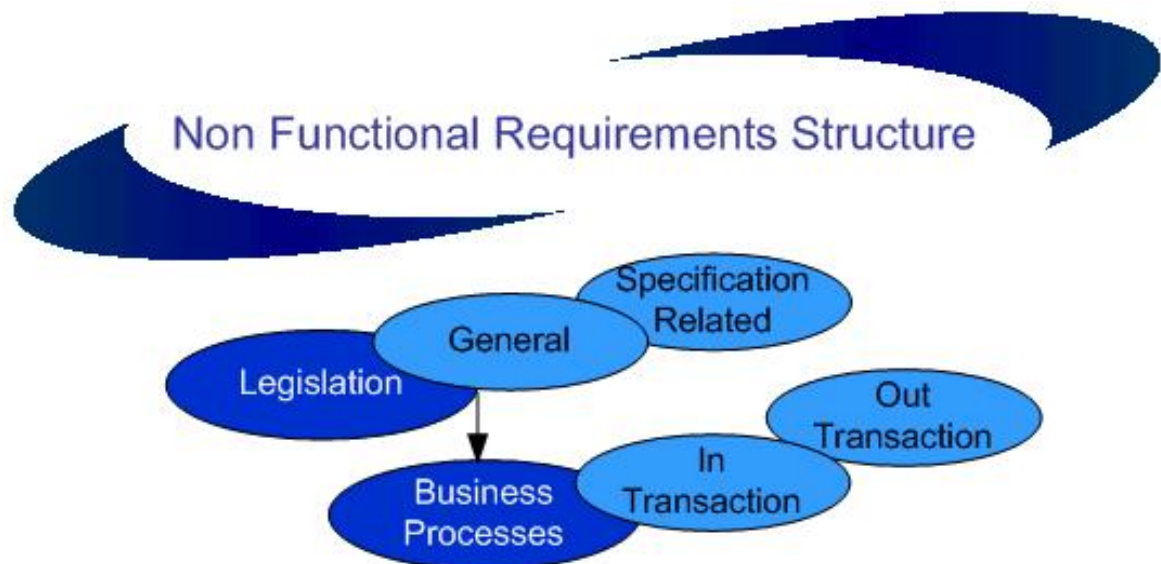 Non Functional Requirements Structure
Specification
Related
General
Legislation
Out
Transaction
In
Transaction
Business
Processes